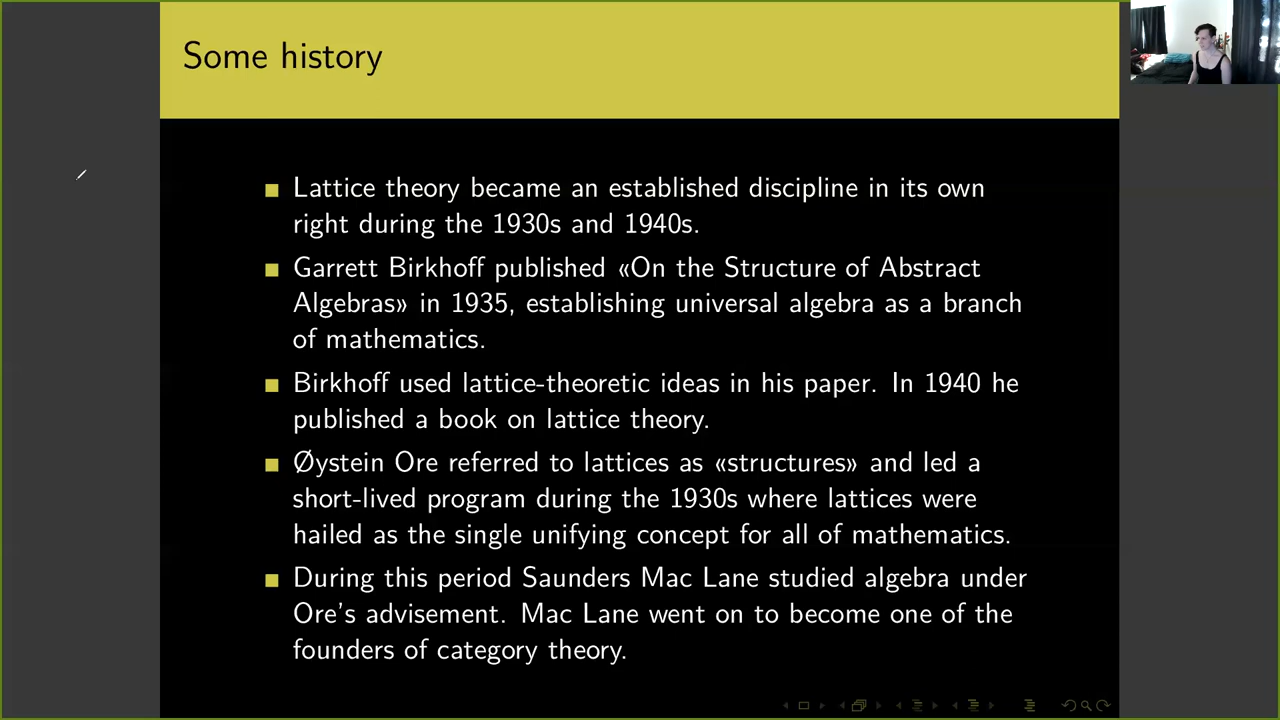 Some history
■ Lattice theory became an established discipline in its own
right during the 1930s and 1940s.
■ Garrett Birkhoff published «On the Structure of Abstract
Algebras» in 1935, establishing universal algebra as a branch
of mathematics.
■ Birkhoff used lattice-theoretic ideas in his paper. In 1940 he
published a book on lattice theory.
■ Øystein Ore referred to lattices as «structures» and led a
short-lived program during the 1930s where lattices were
hailed as the single unifying concept for all of mathematics.
■ During this period Saunders Mac Lane studied algebra under
Ore's advisement. Mac Lane went on to become one of the
founders of category theory.